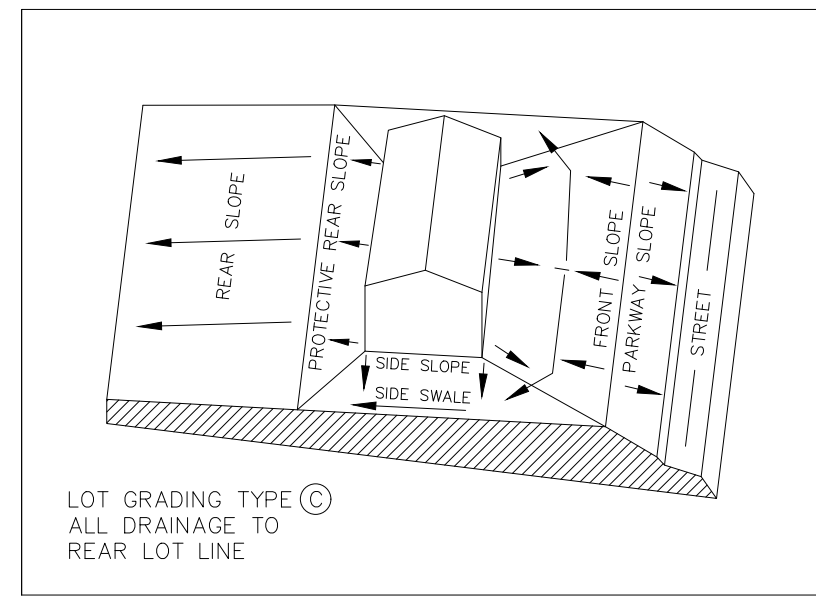 REAR SLOPE
PROTECTIVE REAR SLOPE
SIDE SLOPE
SIDE SWALE
FRONT SLOPE
PARKWAY SLOPE
STREET
LOT GRADING TYPE C
ALL DRAINAGE TO
REAR LOT LINE